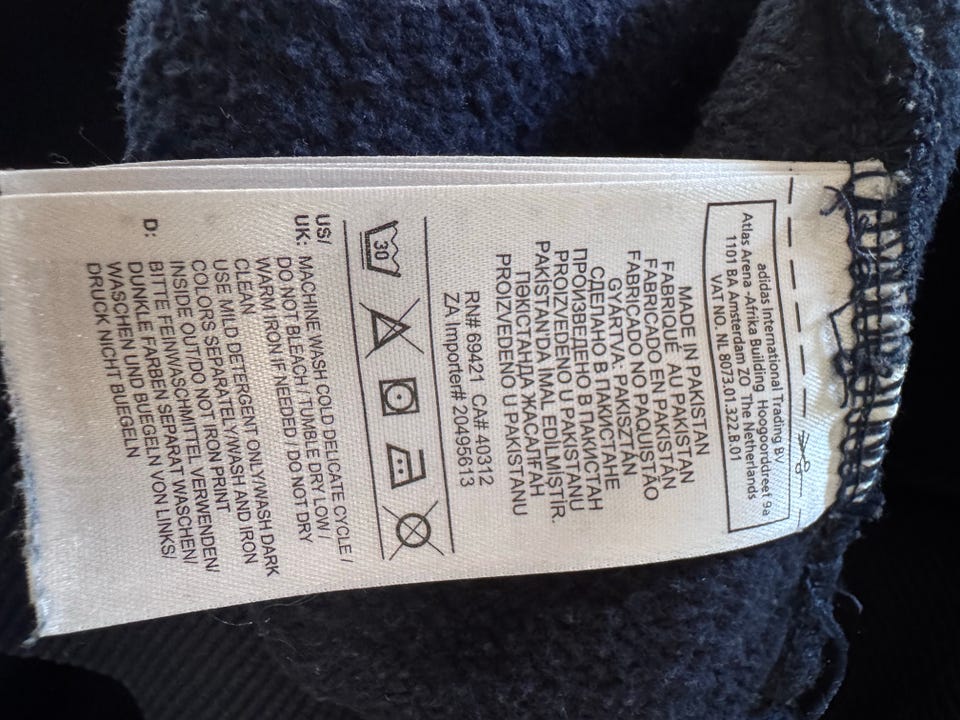 adidas International Trading BV
Atlas Arena -Afrika Building Hoogoorddreef 9a
1101 BA Amsterdam ZO The Netherlands
VAT NO. NL 8073.01.322.B.01
MADE IN PAKISTAN
FABRIQUÉ AU PAKISTAN
FABRICADO EN PAKISTÁN
FABRICADO NO PAQUISTÃO
GYÁRTVA: PAKISZTÁN
СДЕЛАНО В ПАКИСТАНЕ
ПРОИЗВЕДЕНО В ПАКИСТАН
PROIZVEDENO U PAKISTANU
PAKİSTAN'DA İMAL EDİLMİŞTİR.
ПӘКІСТАНДА ЖАСАЛҒАН
PROIZVEDENO U PAKISTANU
RN# 69421 CA# 40312
ZA Importer# 20495613
30
US/
UK: MACHINE WASH COLD DELICATE CYCLE /
DO NOT BLEACH / TUMBLE DRY LOW /
WARM IRON IF NEEDED / DO NOT DRY
CLEAN
USE MILD DETERGENT ONLY/WASH DARK
COLORS SEPARATELY/WASH AND IRON
INSIDE OUT/DO NOT IRON PRINT
D: BITTE FEINWASCHMITTEL VERWENDEN/
DUNKLE FARBEN SEPARAT WASCHEN/
WASCHEN UND BUEGELN VON LINKS/
DRUCK NICHT BUEGELN